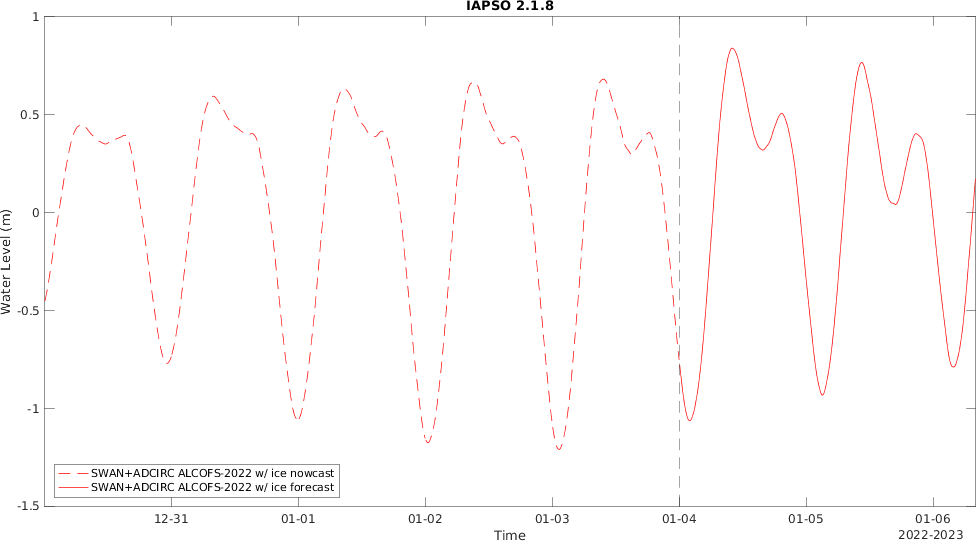 IAPSO 2.1.8
1
0.5
0
-0.5
-1
-1.5
Water Level (m)
SWAN+ADCIRC ALCOFS-2022 w/ ice nowcast
SWAN+ADCIRC ALCOFS-2022 w/ ice forecast
12-31 01-01 01-02 01-03 01-04 01-05 01-06
Time
2022-2023